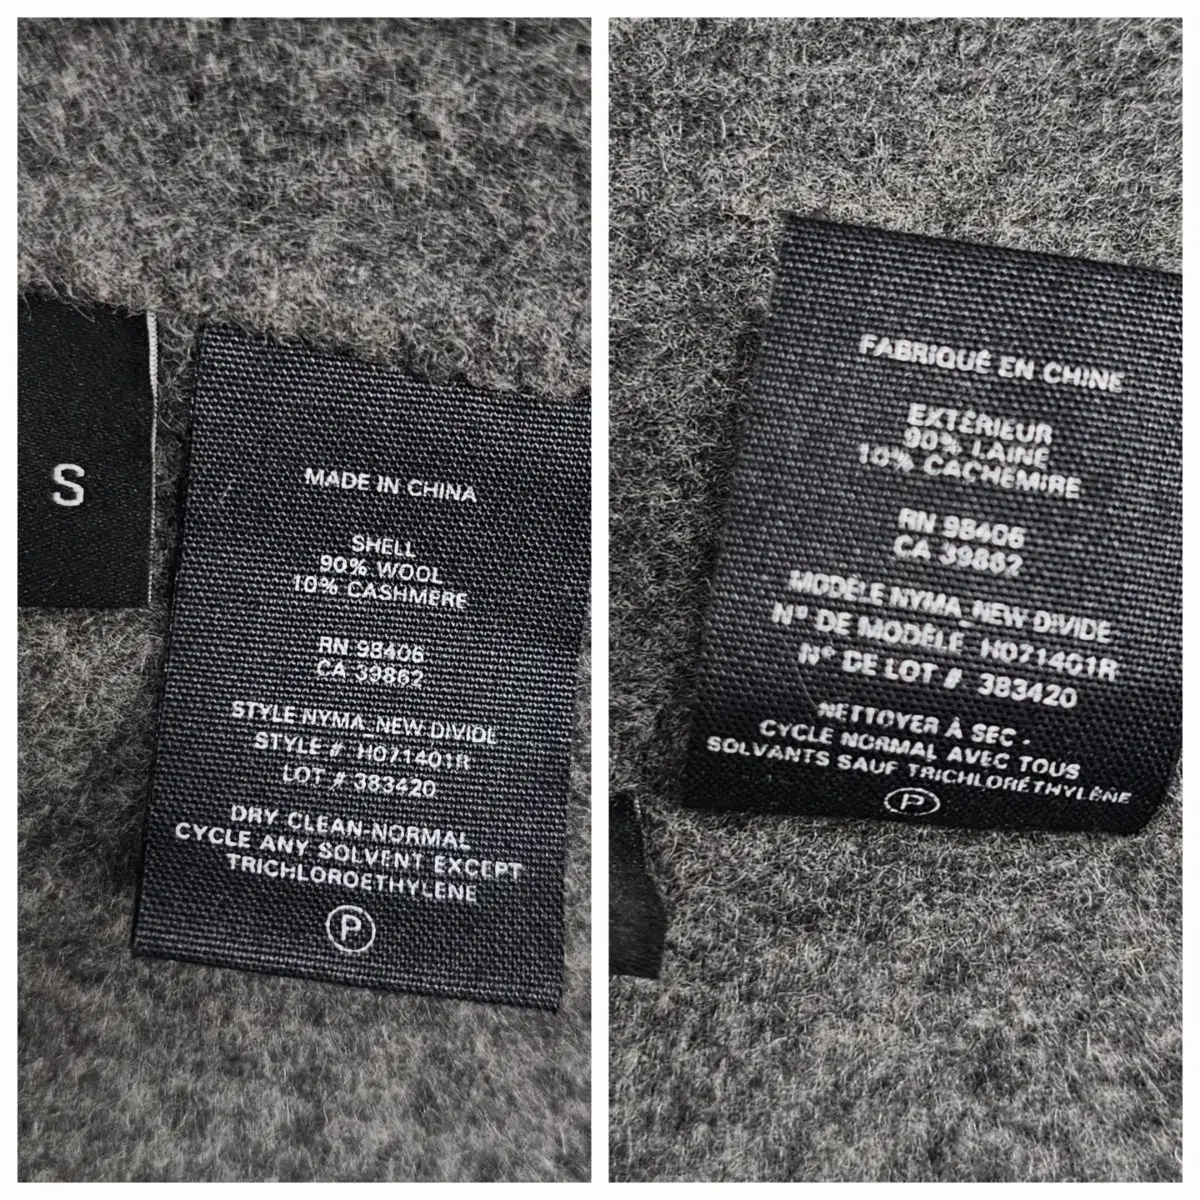 S
MADE IN CHINA
SHELL
90% WOOL
10% CASHMERE
RN 98406
CA 39862
STYLE NYMA_NEW DIVIDE
STYLE # H071401R
LOT # 383420
DRY CLEAN-NORMAL
CYCLE ANY SOLVENT EXCEPT
TRICHLOROETHYLENE
P
FABRIQUÉ EN CHINE
EXTÉRIEUR
90% LAINE
10% CACHEMIRE
RN 98406
CA 39862
MODÈLE NYMA_NEW DIVIDE
N° DE MODÈLE H071401R
N° DE LOT # 383420
NETTOYER À SEC -
CYCLE NORMAL AVEC TOUS
SOLVANTS SAUF TRICHLORÉTHYLÈNE
P